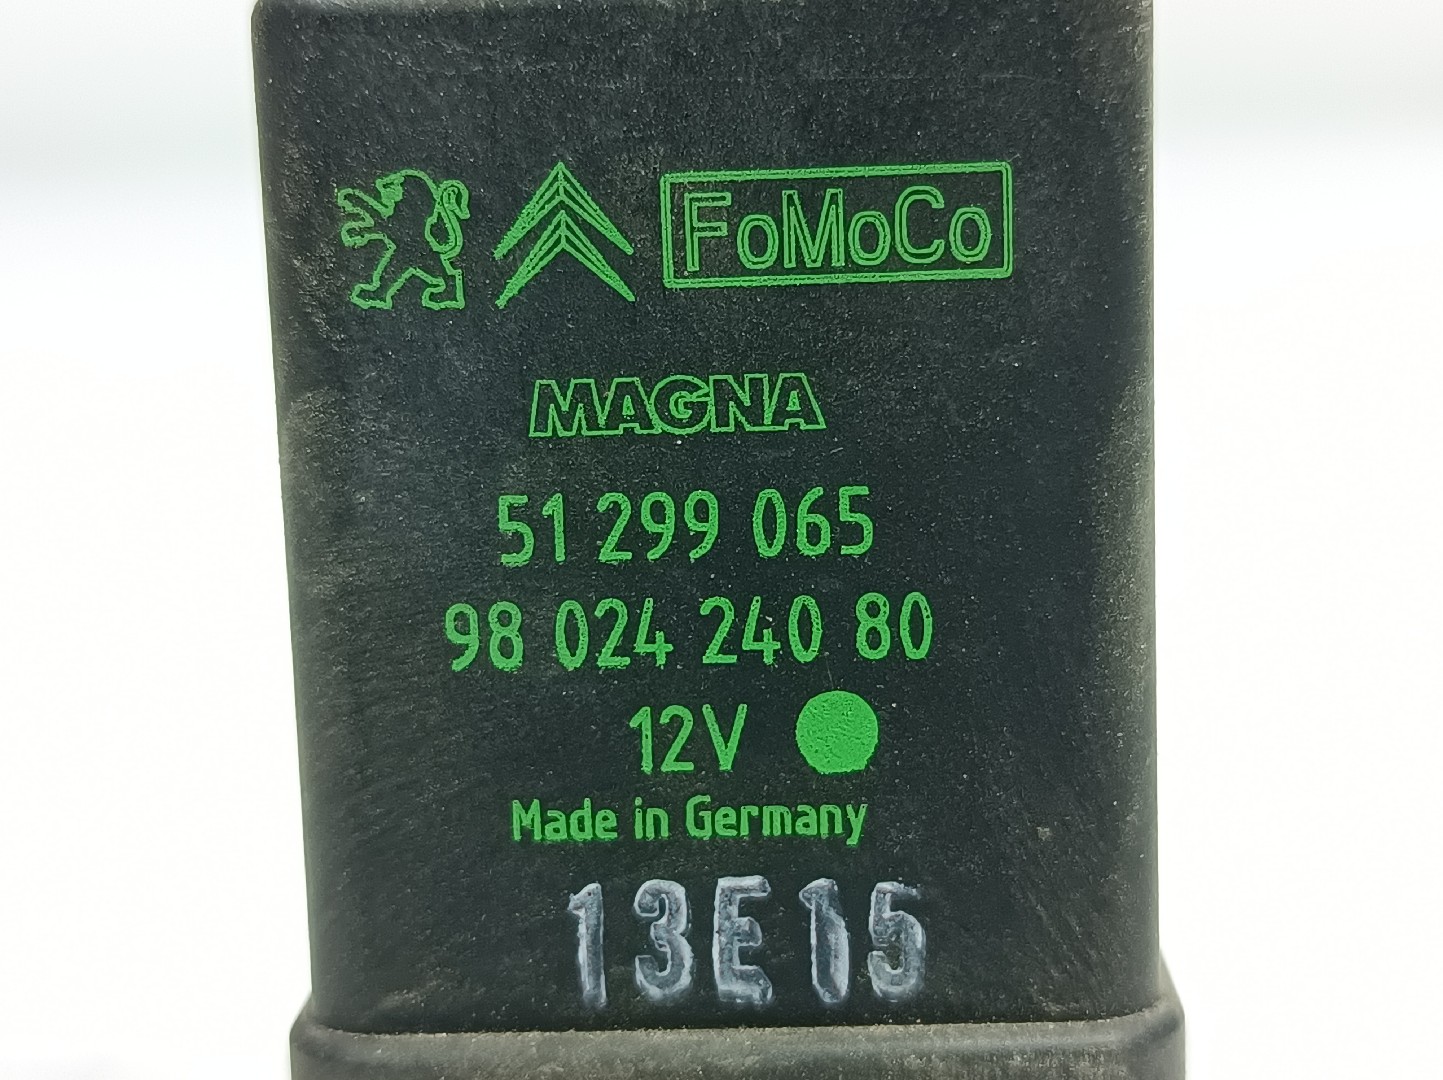 FoMoCo
MAGNA
51 299 065
98 024 240 80
12V
Made in Germany
13E15